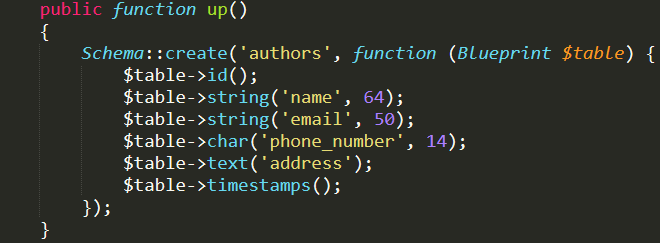 public function up()
{
Schema::create('authors', function (Blueprint $table) {
$table->id();
$table->string('name', 64);
$table->string('email', 50);
$table->char('phone_number', 14);
$table->text('address');
$table->timestamps();
});
}